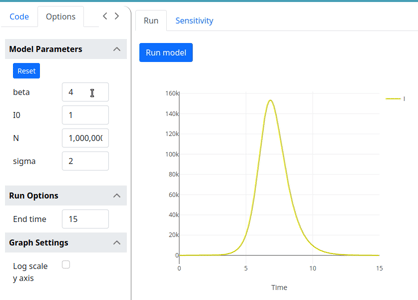 Code Options
Model Parameters
Reset
beta 4
I0 1
N 1,000,00
sigma 2
Run Options
End time 15
Graph Settings
Log scale
y axis
Run Sensitivity
Run model
160k
140k
120k
100k
80k
60k
40k
20k
0
0 5 10 15
Time
I